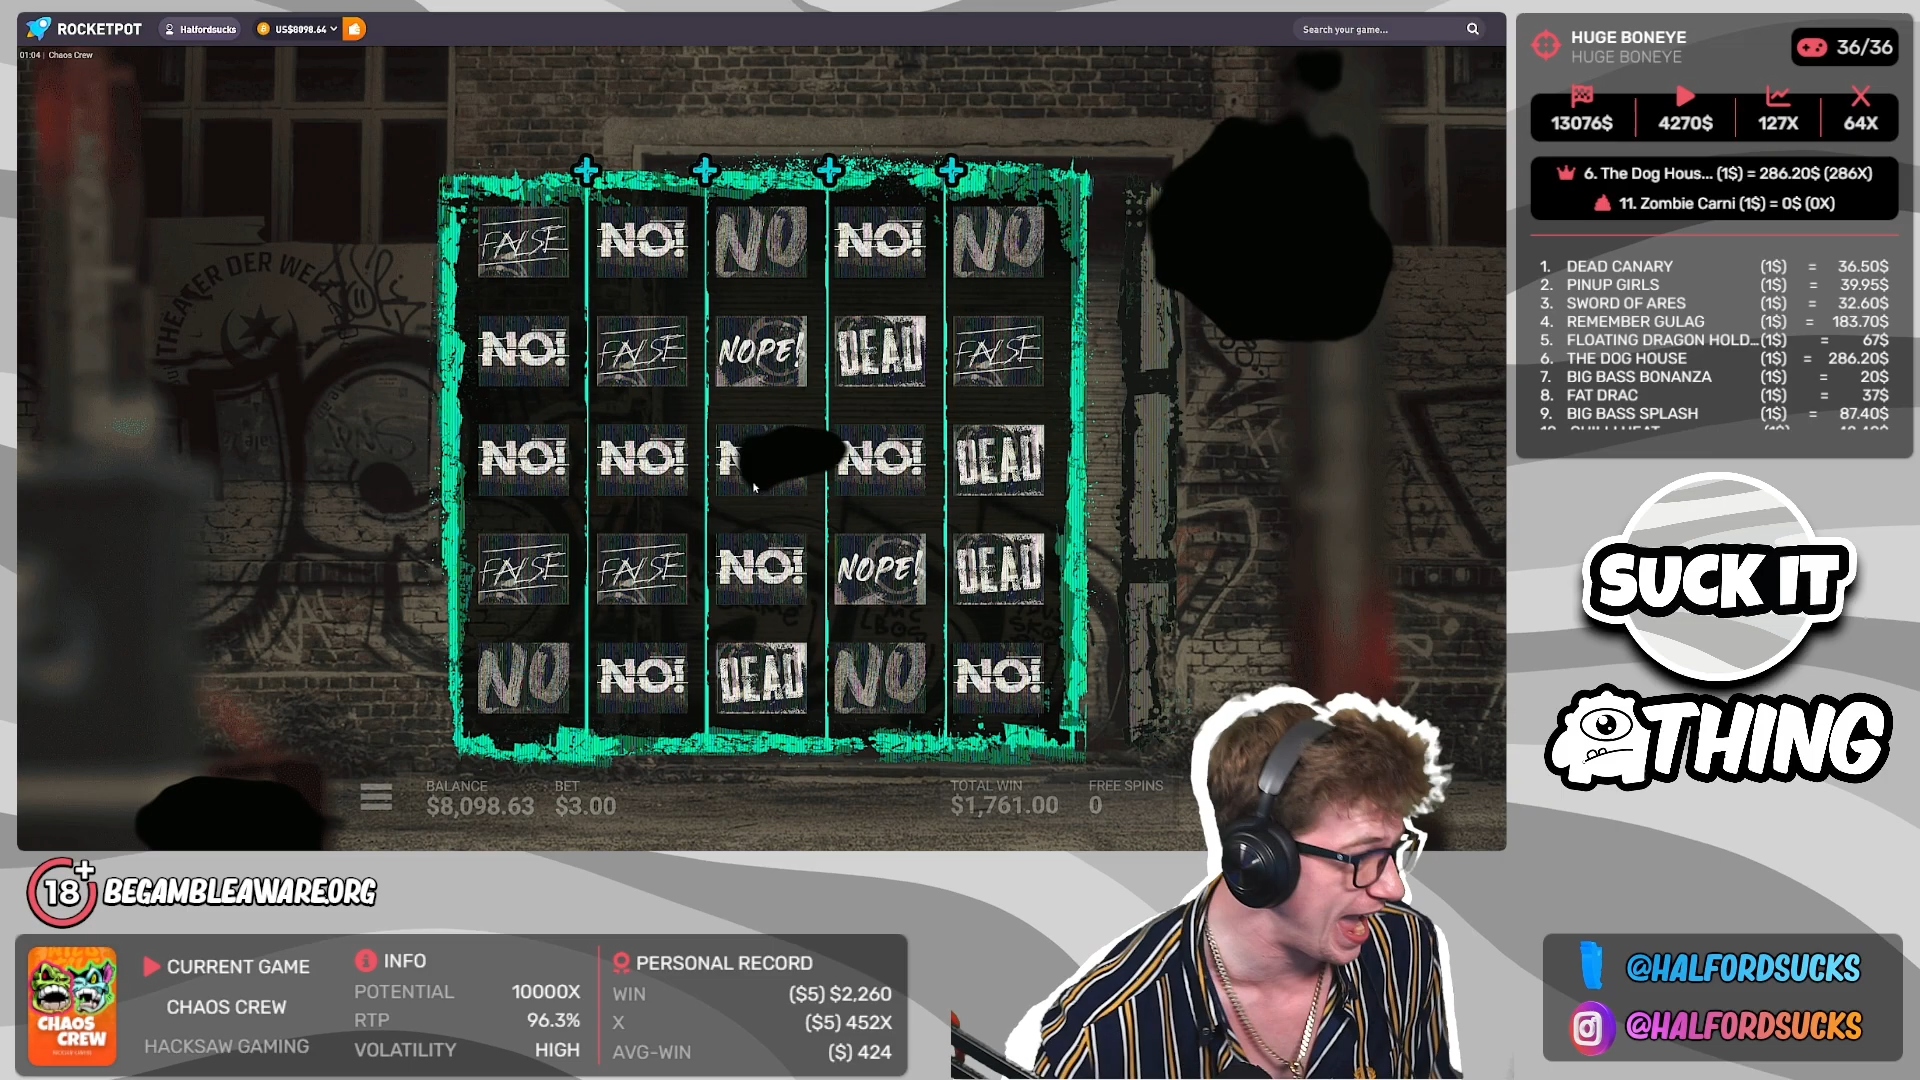 ROCKETPOT
Halfordsucks
US$8098.64
Search your game...
01:04 | Chaos Crew
THEATER DER WE
FALSE NO! NO NO! NO
NO! FALSE NOPE! DEAD FALSE
NO! NO! NO! DEAD
FALSE FALSE NO! NOPE! DEAD
NO NO! DEAD NO NO!
BALANCE
$8,098.63
BET
$3.00
TOTAL WIN
$1,761.00
FREE SPINS
0
HUGE BONEYE
HUGE BONEYE
36/36
13076$ 4270$ 127X 64X
6. The Dog Hous... (1$) = 286.20$ (286X)
11. Zombie Carni (1$) = 0$ (0X)
1. DEAD CANARY (1$) = 36.50$
2. PINUP GIRLS (1$) = 39.95$
3. SWORD OF ARES (1$) = 32.60$
4. REMEMBER GULAG (1$) = 183.70$
5. FLOATING DRAGON HOLD... (1$) = 67$
6. THE DOG HOUSE (1$) = 286.20$
7. BIG BASS BONANZA (1$) = 20$
8. FAT DRAC (1$) = 37$
9. BIG BASS SPLASH (1$) = 87.40$
SUCK IT
THING
18+ BEGAMBLEAWARE.ORG
CHAOS CREW
CURRENT GAME
CHAOS CREW
HACKSAW GAMING
INFO
POTENTIAL 10000X
RTP 96.3%
VOLATILITY HIGH
PERSONAL RECORD
WIN ($5) $2,260
X ($5) 452X
AVG-WIN ($) 424
@HALFORDSUCKS
@HALFORDSUCKS